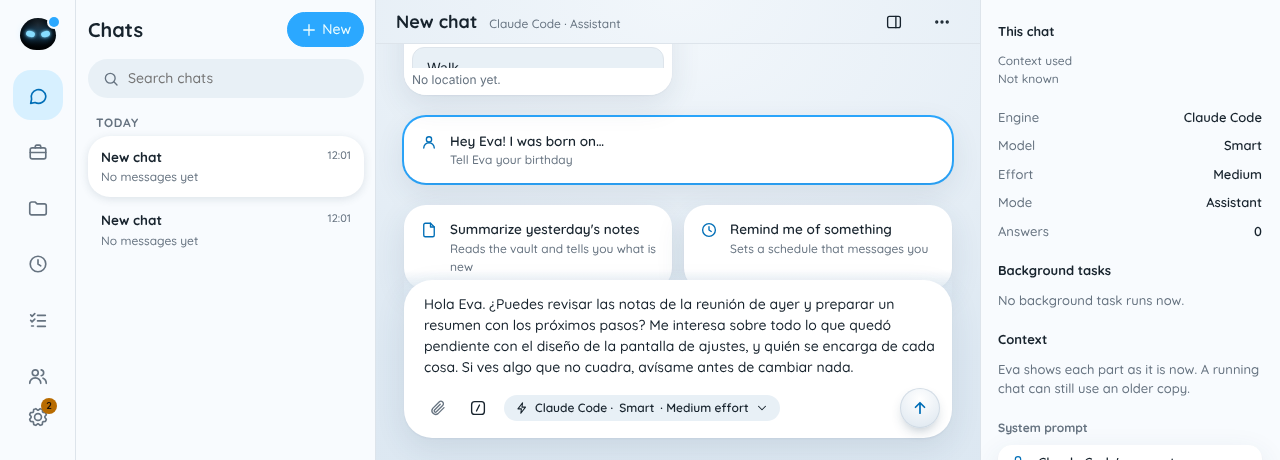 Chats
New
Search chats
TODAY
New chat
12:01
No messages yet
New chat
12:01
No messages yet
2
New chat
Claude Code · Assistant
Walk
No location yet.
Hey Eva! I was born on...
Tell Eva your birthday
Summarize yesterday's notes
Reads the vault and tells you what is
new
Remind me of something
Sets a schedule that messages you
Hola Eva. ¿Puedes revisar las notas de la reunión de ayer y preparar un
resumen con los próximos pasos? Me interesa sobre todo lo que quedó
pendiente con el diseño de la pantalla de ajustes, y quién se encarga de cada
cosa. Si ves algo que no cuadra, avísame antes de cambiar nada.
Claude Code · Smart · Medium effort
This chat
Context used
Not known
Engine
Claude Code
Model
Smart
Effort
Medium
Mode
Assistant
Answers
0
Background tasks
No background task runs now.
Context
Eva shows each part as it is now. A running
chat can still use an older copy.
System prompt